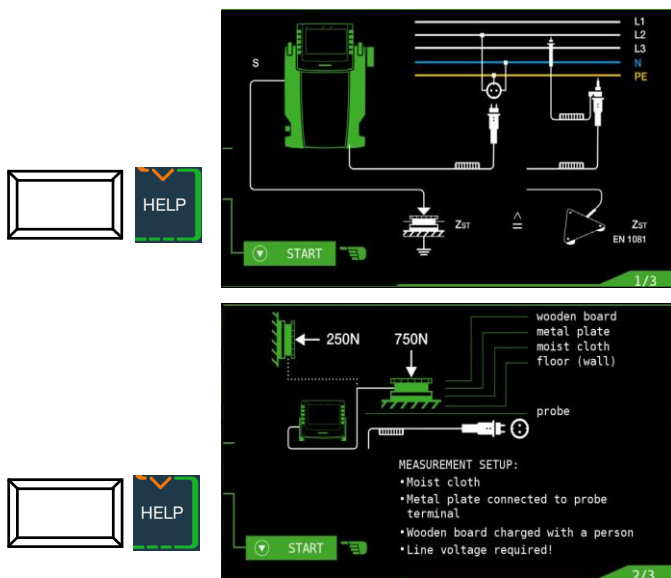 L1
L2
L3
N
PE
S
HELP
ZST
≙
ZST
EN 1081
START
1/3
wooden board
metal plate
moist cloth
floor (wall)
250N
750N
probe
MEASUREMENT SETUP:
•Moist cloth
•Metal plate connected to probe
terminal
•Wooden board charged with a person
•Line voltage required!
HELP
START
2/3